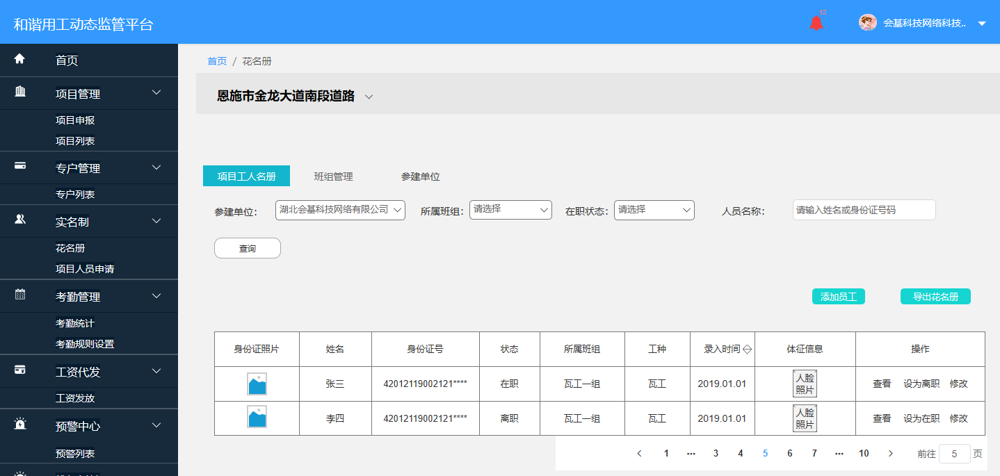 和谐用工动态监管平台
12
会基科技网络科技..
首页
项目管理
项目申报
项目列表
专户管理
专户列表
实名制
花名册
项目人员申请
考勤管理
考勤统计
考勤规则设置
工资代发
工资发放
预警中心
预警列表
首页 / 花名册
恩施市金龙大道南段道路
项目工人名册 班组管理 参建单位
参建单位： 湖北会基科技网络有限公司 所属班组： 请选择 在职状态： 请选择 人员名称： 请输入姓名或身份证号码
查询
添加员工 导出花名册
身份证照片 姓名 身份证号 状态 所属班组 工种 录入时间 体征信息 操作
张三 42012119002121**** 在职 瓦工一组 瓦工 2019.01.01 人脸照片 查看 设为离职 修改
李四 42012119002121**** 离职 瓦工一组 瓦工 2019.01.01 人脸照片 查看 设为在职 修改
1 ··· 3 4 5 6 7 ··· 10 前往 5 页